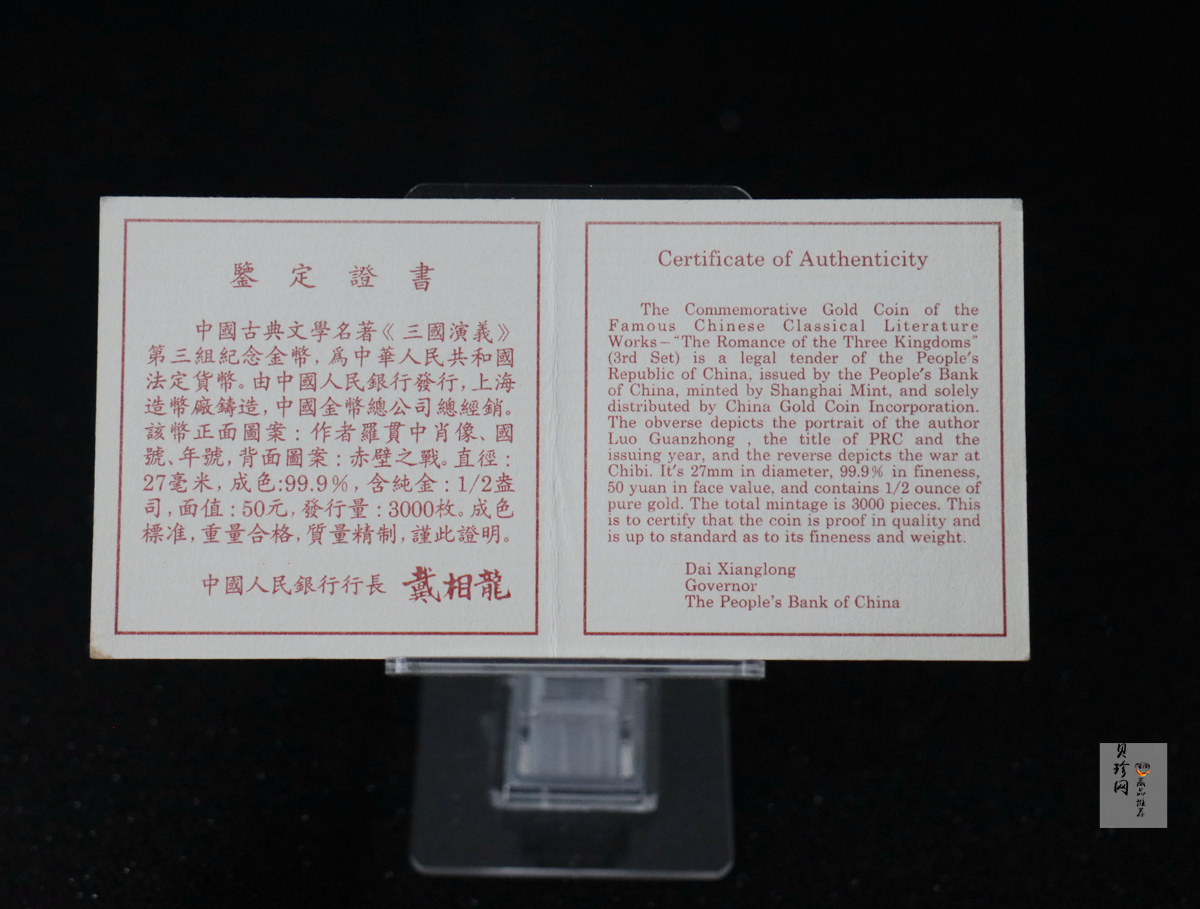 鑒定證書
中國古典文學名著《三國演義》
第三組紀念金幣,爲中華人民共和國
法定貨幣。由中國人民銀行發行,上海
造幣廠鑄造,中國金幣總公司總經銷。
該幣正面圖案:作者羅貫中肖像、國
號、年號,背面圖案:赤壁之戰。直徑:
27毫米,成色:99.9%,含純金:1/2盎
司,面值:50元,發行量:3000枚。成色
標准,重量合格,質量精制,謹此證明。
中國人民銀行行長 戴相龍
Certificate of Authenticity
The Commemorative Gold Coin of the
Famous Chinese Classical Literature
Works–"The Romance of the Three Kingdoms"
(3rd Set) is a legal tender of the People's
Republic of China, issued by the People's Bank
of China, minted by Shanghai Mint, and solely
distributed by China Gold Coin Incorporation.
The obverse depicts the portrait of the author
Luo Guanzhong , the title of PRC and the
issuing year, and the reverse depicts the war at
Chibi. It's 27mm in diameter, 99.9% in fineness,
50 yuan in face value, and contains 1/2 ounce of
pure gold. The total mintage is 3000 pieces. This
is to certify that the coin is proof in quality and
is up to standard as to its fineness and weight.
Dai Xianglong
Governor
The People's Bank of China
贝珍网
藏品推荐